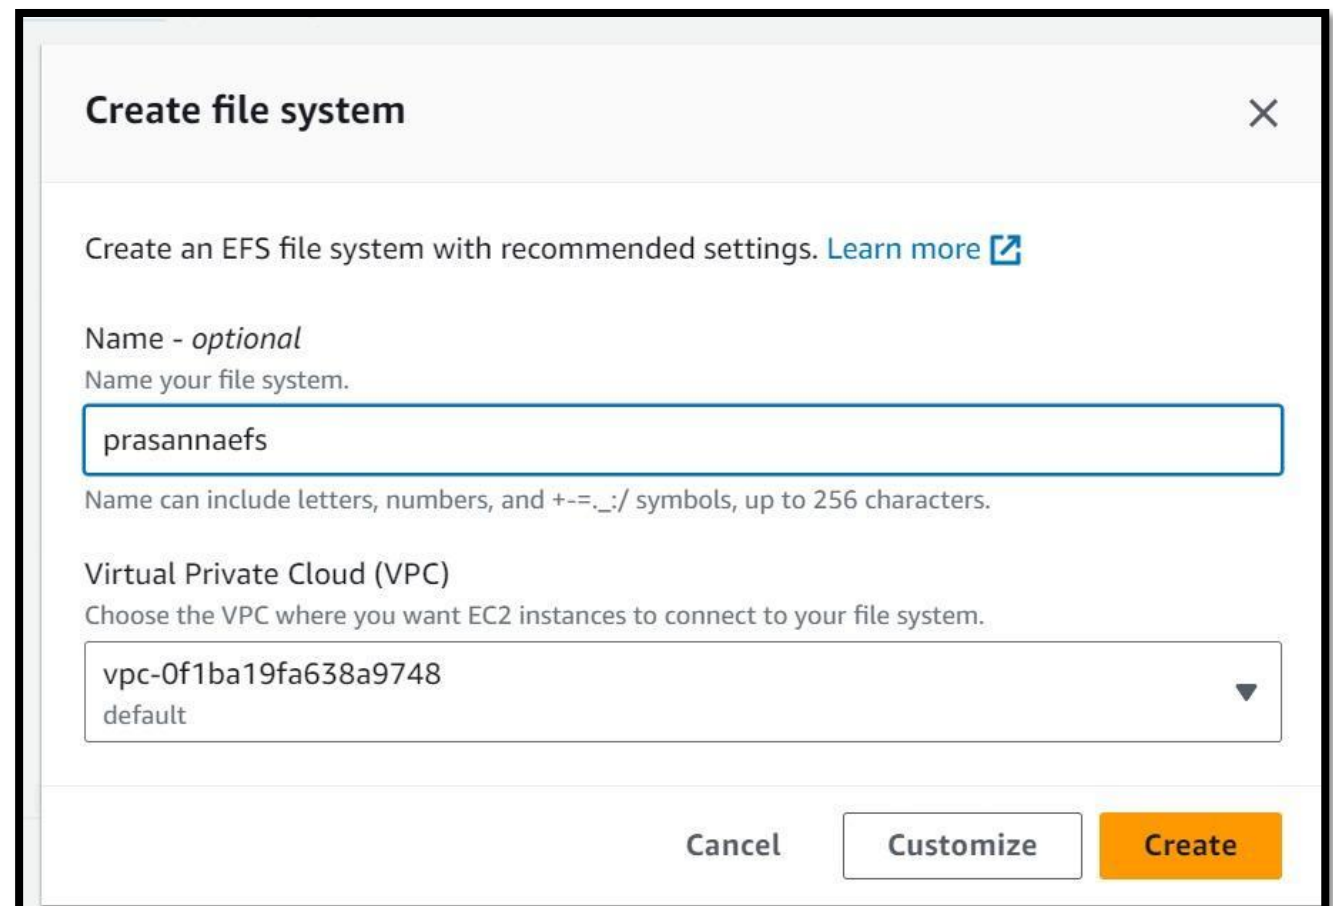 Create file system
Create an EFS file system with recommended settings. Learn more
Name - optional
Name your file system.
prasannaefs
Name can include letters, numbers, and +-=._:/ symbols, up to 256 characters.
Virtual Private Cloud (VPC)
Choose the VPC where you want EC2 instances to connect to your file system.
vpc-0f1ba19fa638a9748
default
Cancel Customize Create